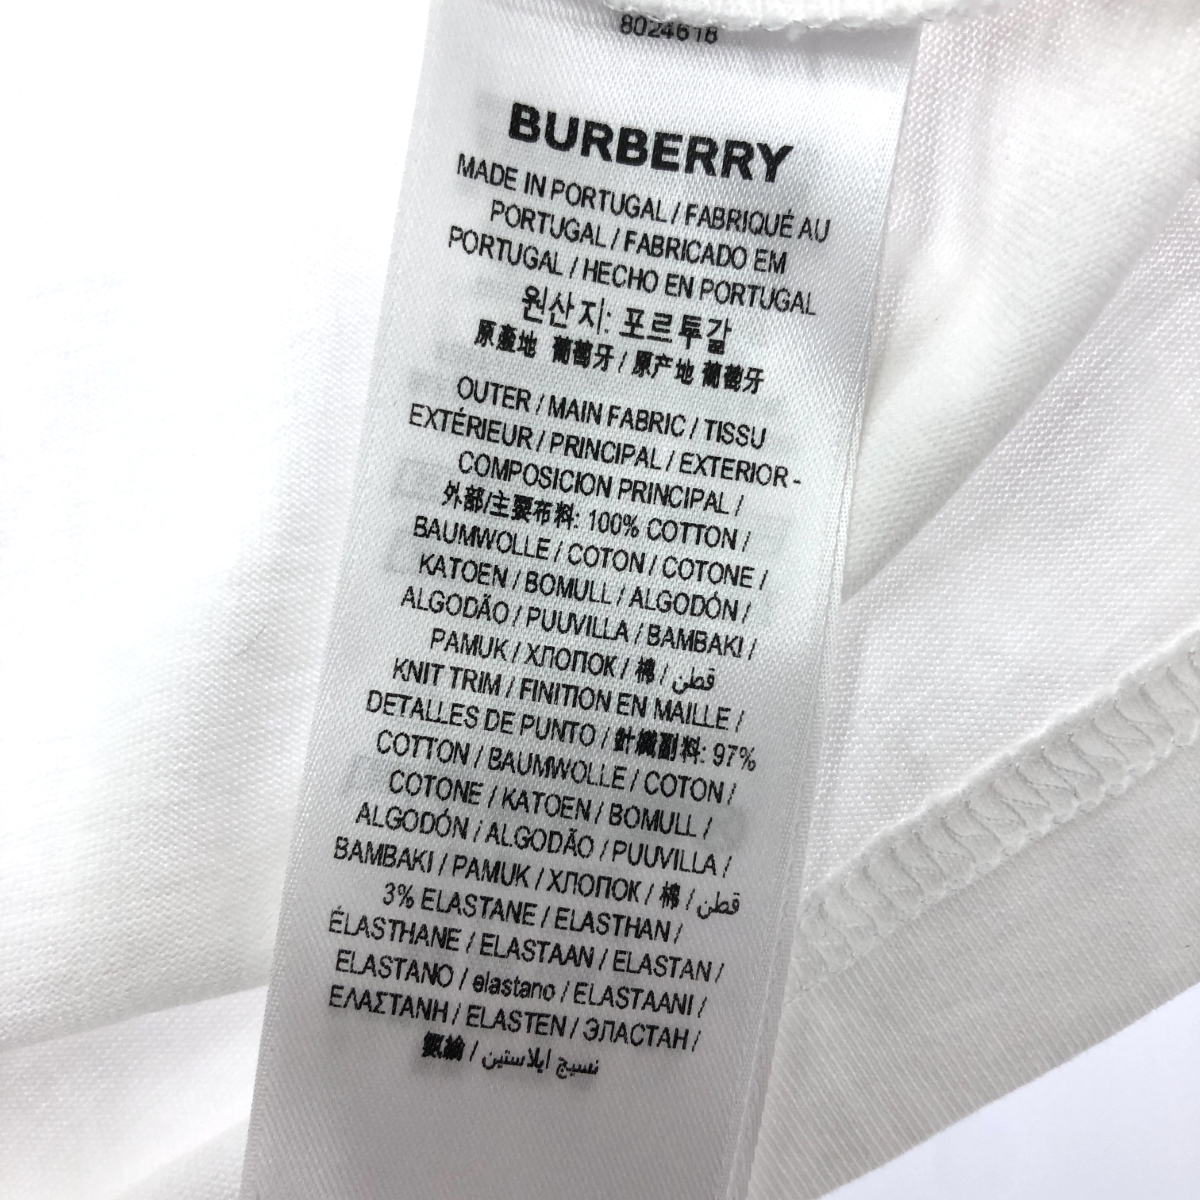 8024618
BURBERRY
MADE IN PORTUGAL / FABRIQUÉ AU
PORTUGAL / FABRICADO EM
PORTUGAL / HECHO EN PORTUGAL
원산지: 포르투갈
原產地 葡萄牙 / 原产地 葡萄牙
OUTER / MAIN FABRIC / TISSU
EXTÉRIEUR / PRINCIPAL / EXTERIOR -
COMPOSICION PRINCIPAL /
外部/主要布料: 100% COTTON /
BAUMWOLLE / COTON / COTONE /
KATOEN / BOMULL / ALGODÓN /
ALGODÃO / PUUVILLA / BAMBAKI /
PAMUK / ХЛОПОК / 棉 / قطن
KNIT TRIM / FINITION EN MAILLE /
DETALLES DE PUNTO / 針織副料: 97%
COTTON / BAUMWOLLE / COTON /
COTONE / KATOEN / BOMULL /
ALGODÓN / ALGODÃO / PUUVILLA /
BAMBAKI / PAMUK / ХЛОПОК / 棉 / قطن
3% ELASTANE / ELASTHAN /
ÉLASTHANE / ELASTAAN / ELASTAN /
ELASTANO / elastano / ELASTAANI /
ΕΛΑΣΤΑΝΗ / ELASTEN / ЭЛАСТАН /
氨綸 / نسيج ايلاستين